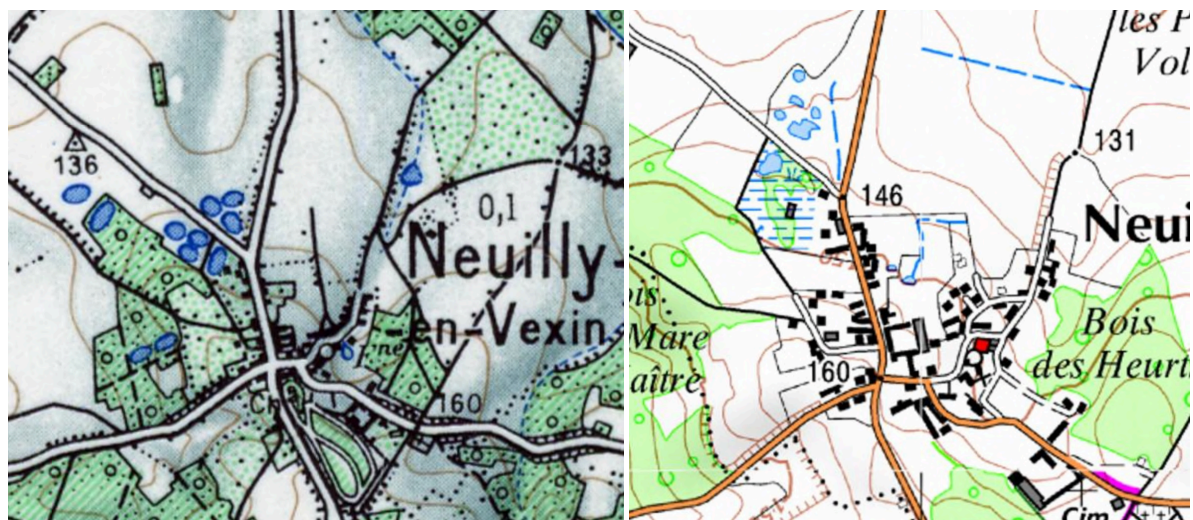 136
133
0,1
Neuilly-
en-Vexin
160
les P
Vol
131
146
Neui
Bois
des Heurt
ois
Mare
aître
160
Cim